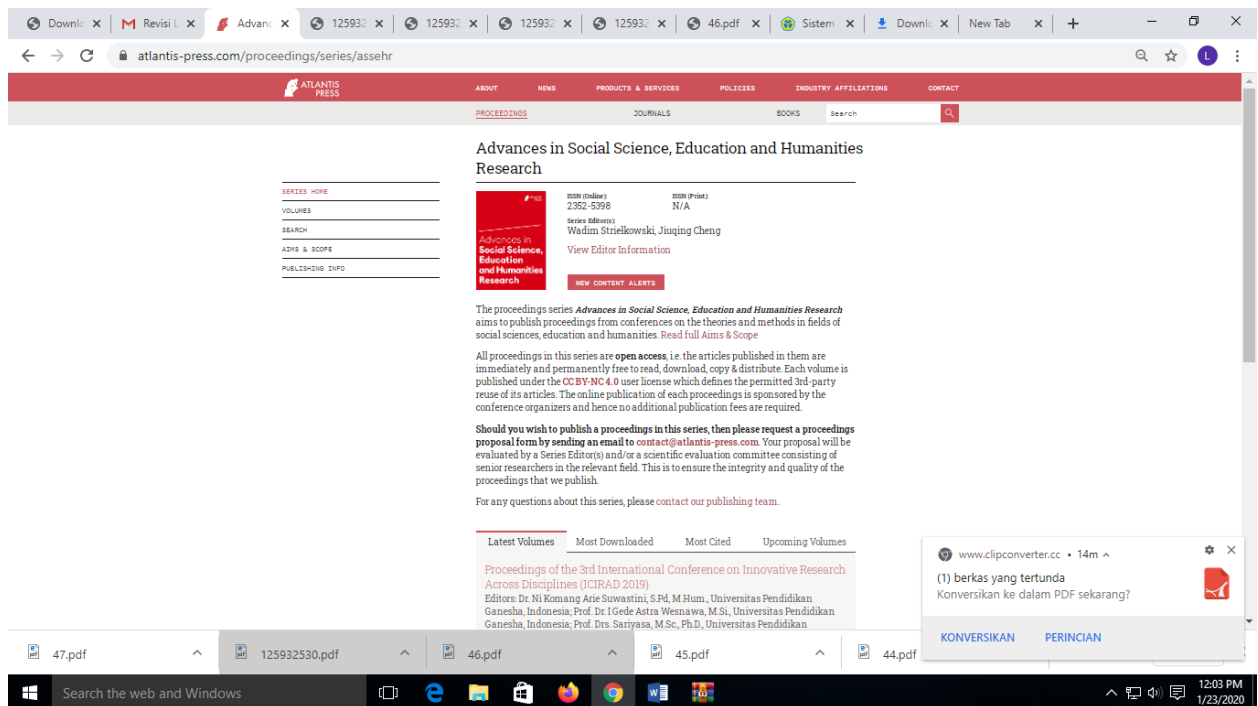 Downlo
Revisi L
Advanc
125932
125932
125932
125932
46.pdf
Sistem
Downlo
New Tab
atlantis-press.com/proceedings/series/assehr
L
ATLANTIS
PRESS
ABOUT
NEWS
PRODUCTS & SERVICES
POLICIES
INDUSTRY AFFILIATIONS
CONTACT
PROCEEDINGS
JOURNALS
BOOKS
Search
SERIES HOME
VOLUMES
SEARCH
AIMS & SCOPE
PUBLISHING INFO
Advances in Social Science, Education and Humanities
Research
Advances in
Social Science,
Education
and Humanities
Research
ISSN (Online):
2352-5398
ISSN (Print):
N/A
Series Editor(s):
Wadim Strielkowski, Jiuqing Cheng
View Editor Information
NEW CONTENT ALERTS
The proceedings series Advances in Social Science, Education and Humanities Research
aims to publish proceedings from conferences on the theories and methods in fields of
social sciences, education and humanities. Read full Aims & Scope
All proceedings in this series are open access, i.e. the articles published in them are
immediately and permanently free to read, download, copy & distribute. Each volume is
published under the CC BY-NC 4.0 user license which defines the permitted 3rd-party
reuse of its articles. The online publication of each proceedings is sponsored by the
conference organizers and hence no additional publication fees are required.
Should you wish to publish a proceedings in this series, then please request a proceedings
proposal form by sending an email to contact@atlantis-press.com. Your proposal will be
evaluated by a Series Editor(s) and/or a scientific evaluation committee consisting of
senior researchers in the relevant field. This is to ensure the integrity and quality of the
proceedings that we publish.
For any questions about this series, please contact our publishing team.
Latest Volumes
Most Downloaded
Most Cited
Upcoming Volumes
Proceedings of the 3rd International Conference on Innovative Research
Across Disciplines (ICIRAD 2019)
Editors: Dr. Ni Komang Arie Suwastini, S.Pd, M.Hum., Universitas Pendidikan
Ganesha, Indonesia; Prof. Dr. I Gede Astra Wesnawa, M.Si., Universitas Pendidikan
Ganesha, Indonesia; Prof. Drs. Sariyasa, M.Sc., Ph.D., Universitas Pendidikan
www.clipconverter.cc • 14m
(1) berkas yang tertunda
Konversikan ke dalam PDF sekarang?
KONVERSIKAN
PERINCIAN
47.pdf
125932530.pdf
46.pdf
45.pdf
44.pdf
Search the web and Windows
12:03 PM
1/23/2020